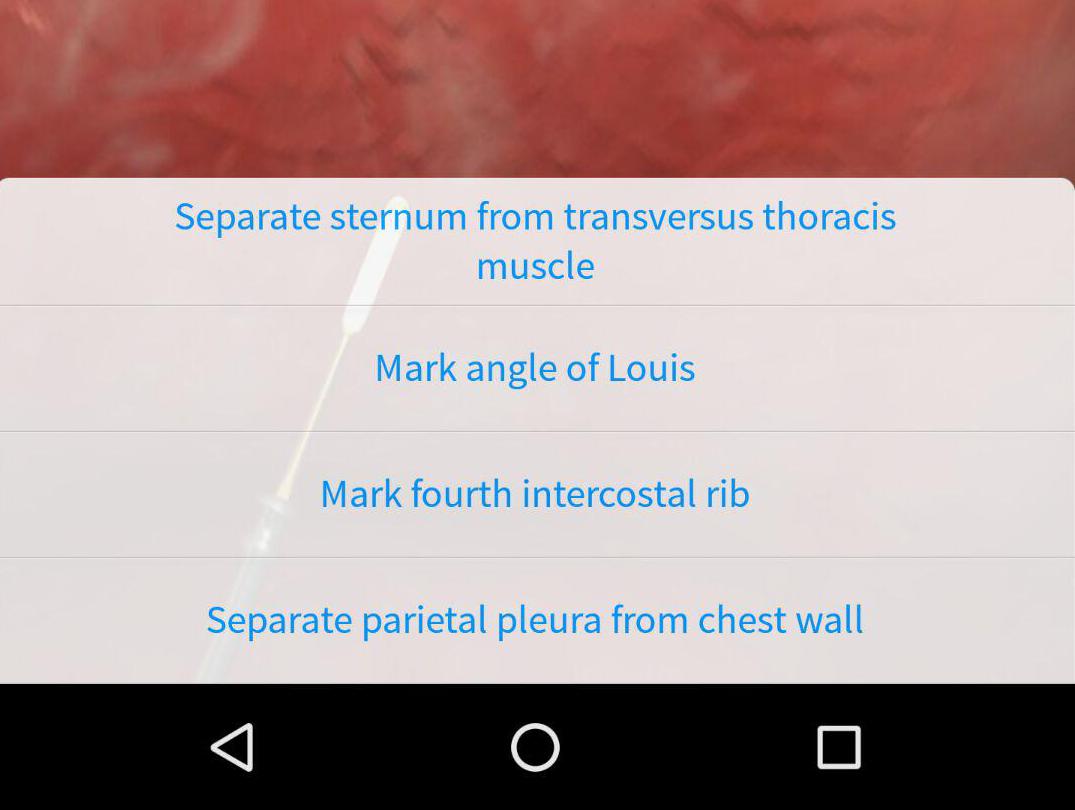 Separate sternum from transversus thoracis
muscle
Mark angle of Louis
Mark fourth intercostal rib
Separate parietal pleura from chest wall